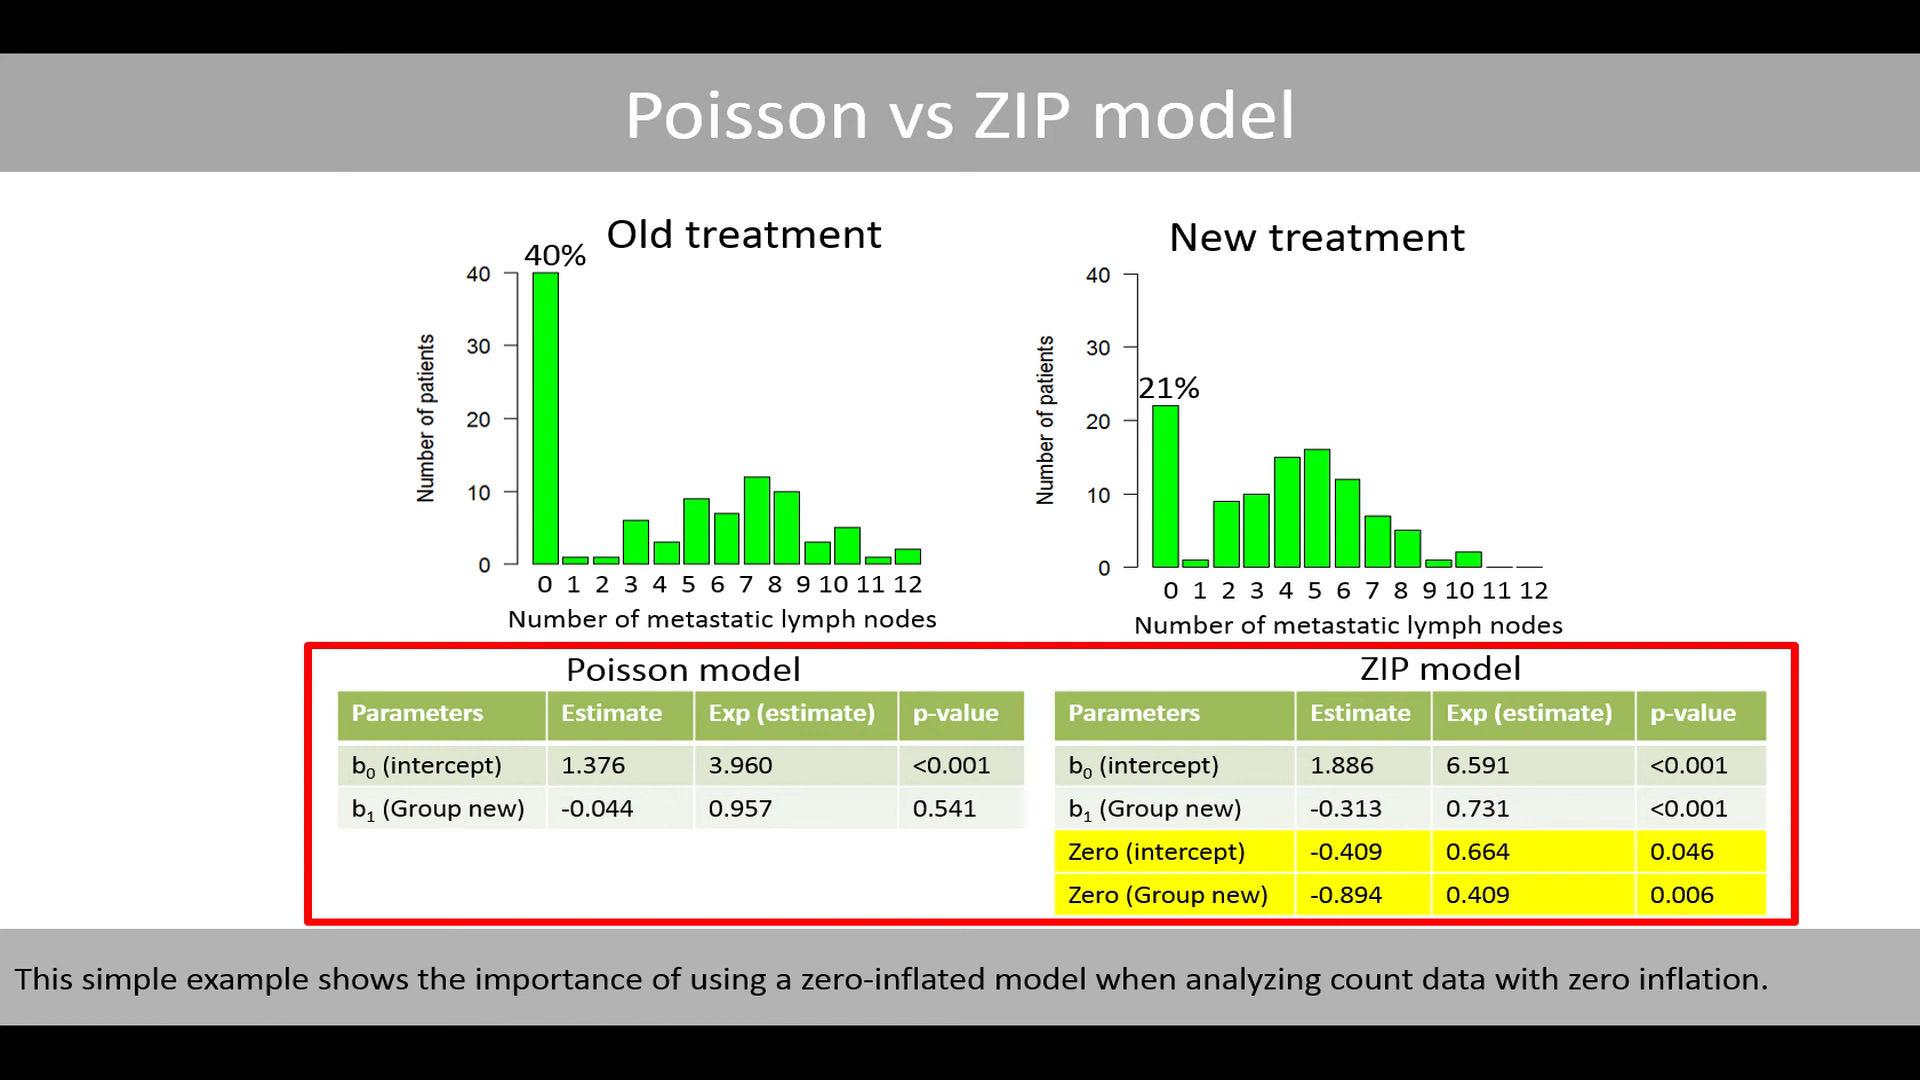 Poisson vs ZIP model
Old treatment
40%
40
30
20
10
0
Number of patients
0 1 2 3 4 5 6 7 8 9 10 11 12
Number of metastatic lymph nodes
New treatment
21%
40
30
20
10
0
Number of patients
0 1 2 3 4 5 6 7 8 9 10 11 12
Number of metastatic lymph nodes
Poisson model
Parameters Estimate Exp (estimate) p-value
b₀ (intercept) 1.376 3.960 <0.001
b₁ (Group new) -0.044 0.957 0.541
ZIP model
Parameters Estimate Exp (estimate) p-value
b₀ (intercept) 1.886 6.591 <0.001
b₁ (Group new) -0.313 0.731 <0.001
Zero (intercept) -0.409 0.664 0.046
Zero (Group new) -0.894 0.409 0.006
This simple example shows the importance of using a zero-inflated model when analyzing count data with zero inflation.